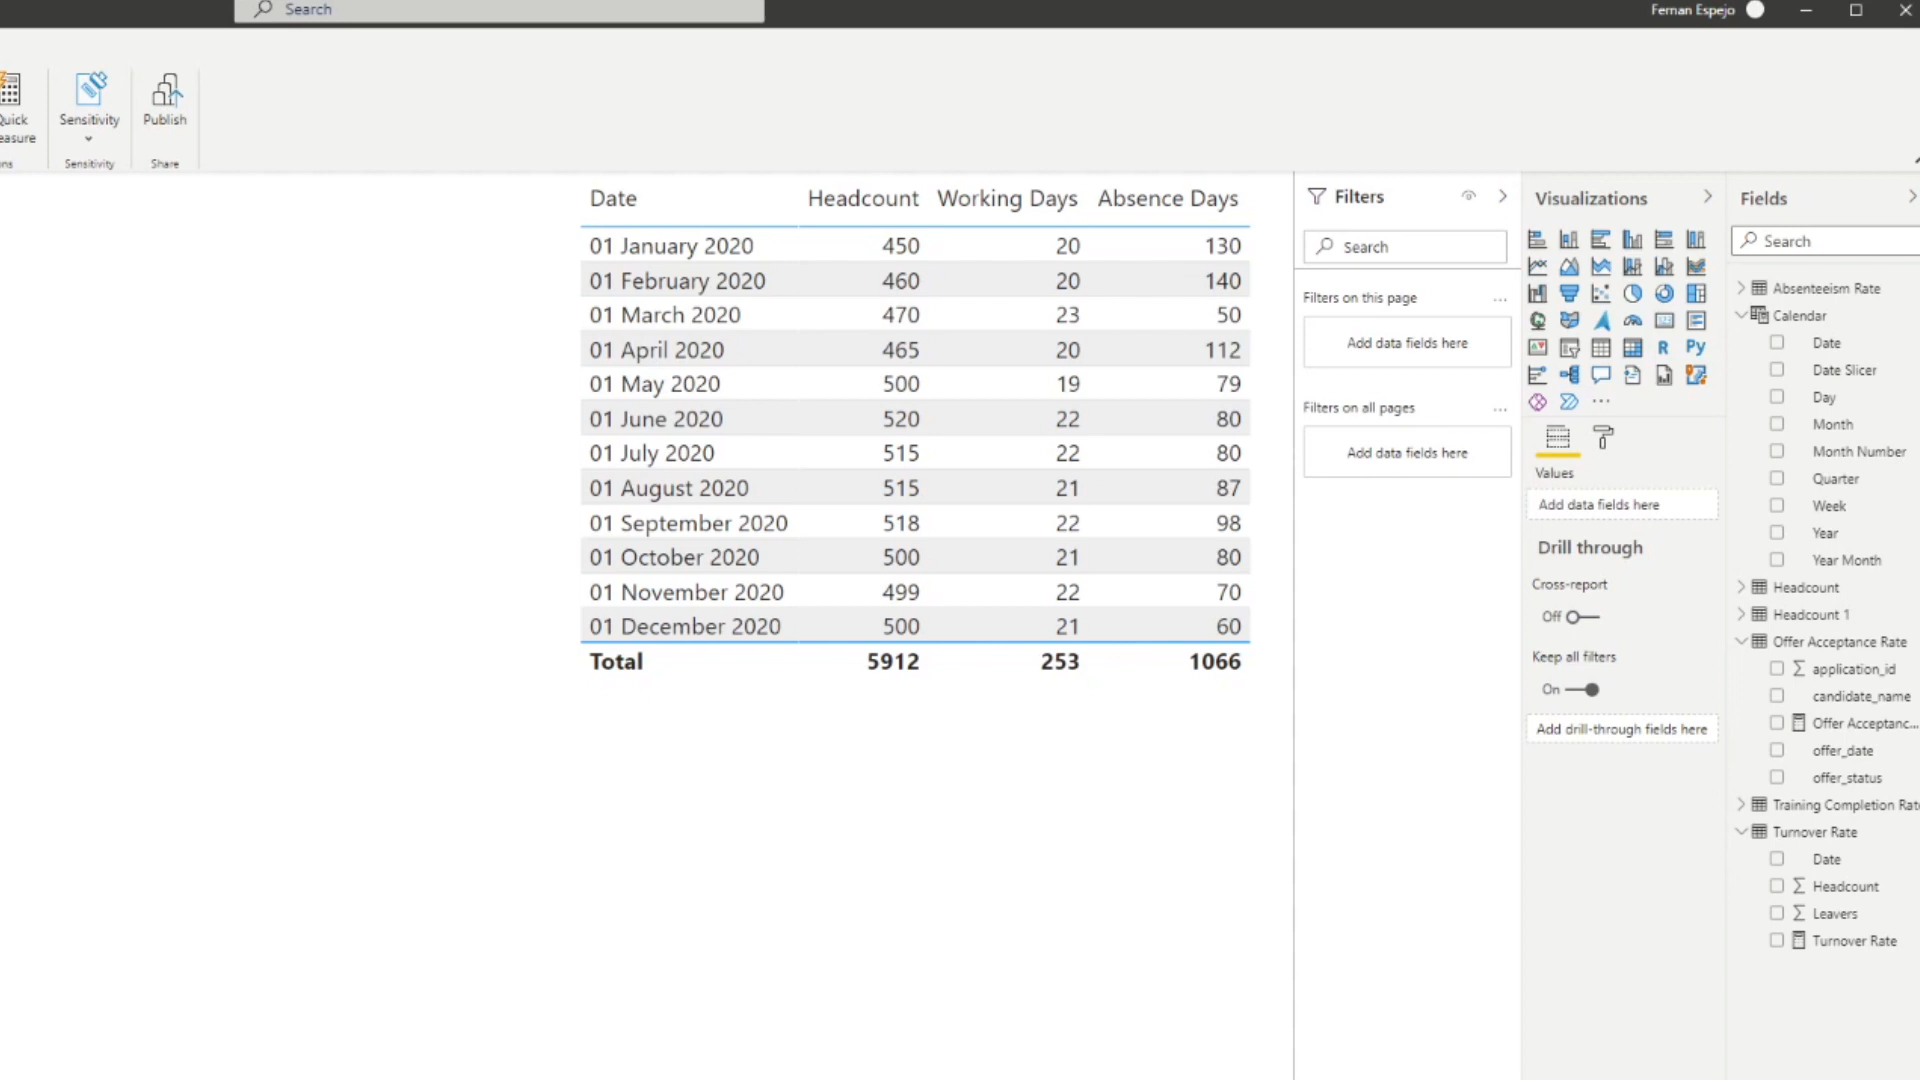 Search
Fernan Espejo
Quick
easure
ons
Sensitivity
Sensitivity
Publish
Share
Date Headcount Working Days Absence Days
01 January 2020 450 20 130
01 February 2020 460 20 140
01 March 2020 470 23 50
01 April 2020 465 20 112
01 May 2020 500 19 79
01 June 2020 520 22 80
01 July 2020 515 22 80
01 August 2020 515 21 87
01 September 2020 518 22 98
01 October 2020 500 21 80
01 November 2020 499 22 70
01 December 2020 500 21 60
Total 5912 253 1066
Filters
Search
Filters on this page ...
Add data fields here
Filters on all pages ...
Add data fields here
Visualizations
R Py
...
Values
Add data fields here
Drill through
Cross-report
Off
Keep all filters
On
Add drill-through fields here
Fields
Search
Absenteeism Rate
Calendar
Date
Date Slicer
Day
Month
Month Number
Quarter
Week
Year
Year Month
Headcount
Headcount 1
Offer Acceptance Rate
∑ application_id
candidate_name
Offer Acceptanc...
offer_date
offer_status
Training Completion Rate
Turnover Rate
Date
∑ Headcount
∑ Leavers
Turnover Rate